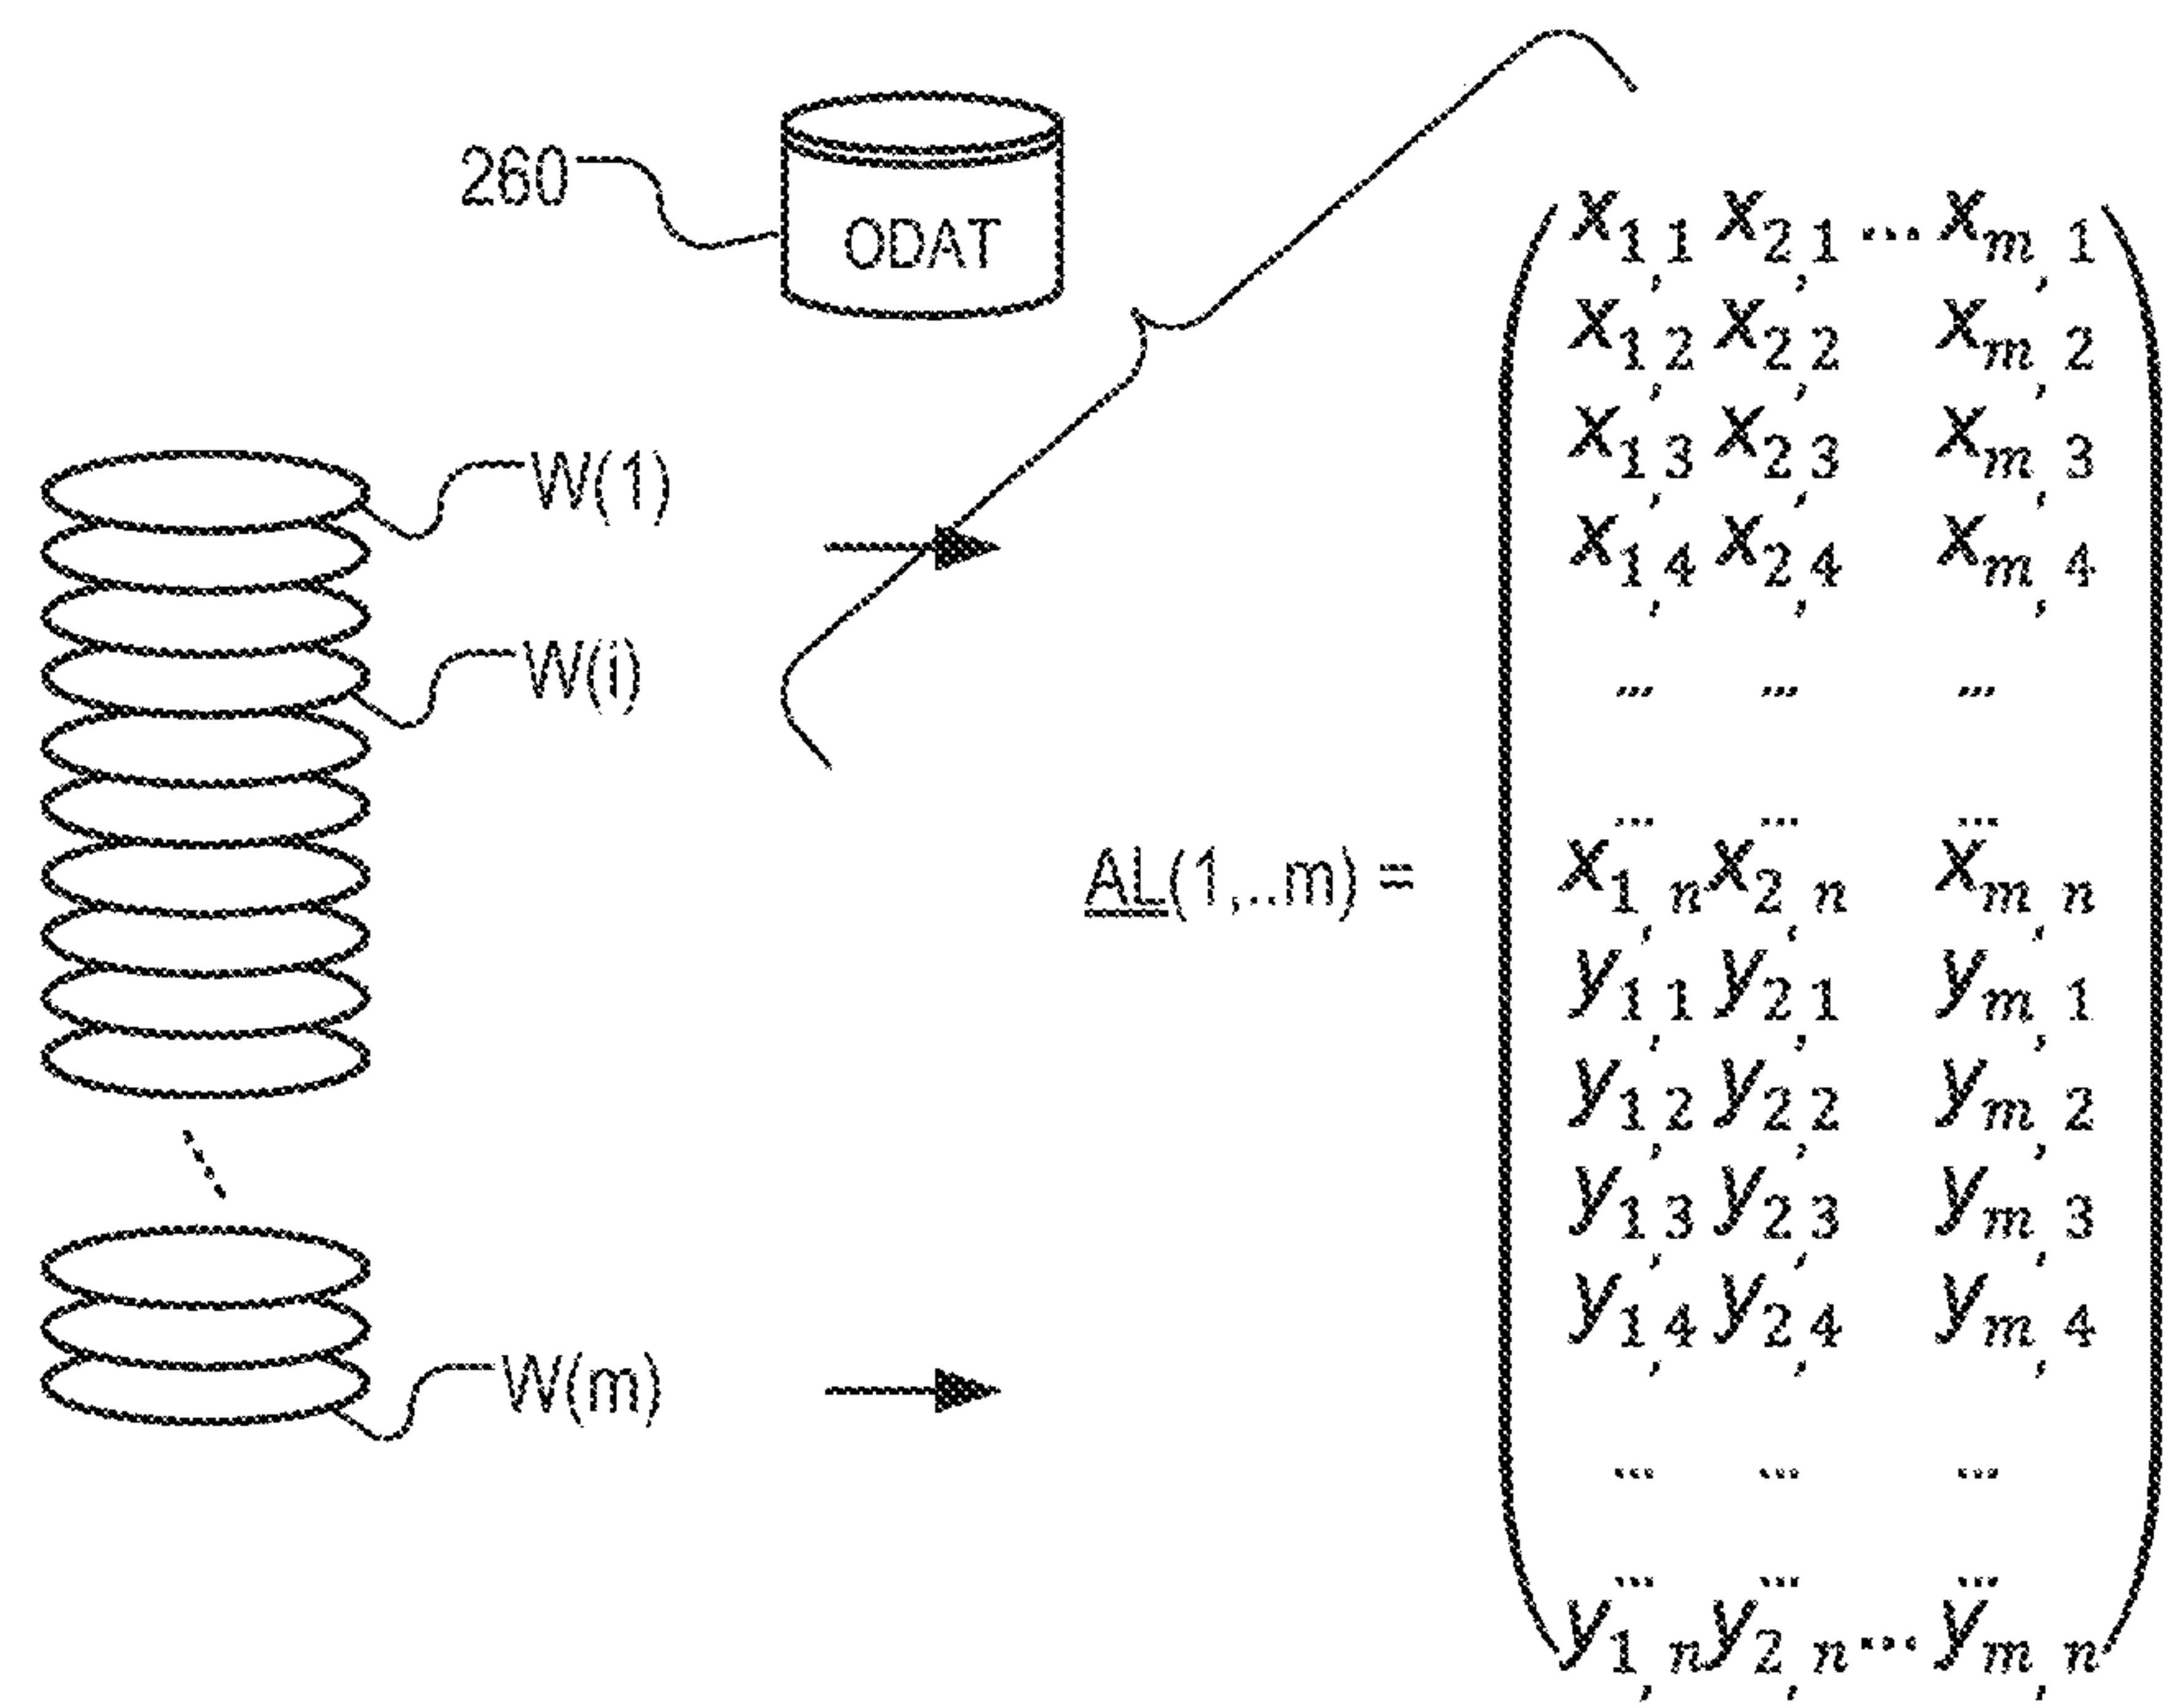 260
ODAT
W(1)
W(i)
W(m)
AL(1,..m) =
x1,1 x2,1 ... xm,1
x1,2 x2,2 xm,2
x1,3 x2,3 xm,3
x1,4 x2,4 xm,4
... ... ...
... ... ...
x1,n x2,n xm,n
y1,1 y2,1 ym,1
y1,2 y2,2 ym,2
y1,3 y2,3 ym,3
y1,4 y2,4 ym,4
... ... ...
... ... ...
y1,n y2,n ... ym,n